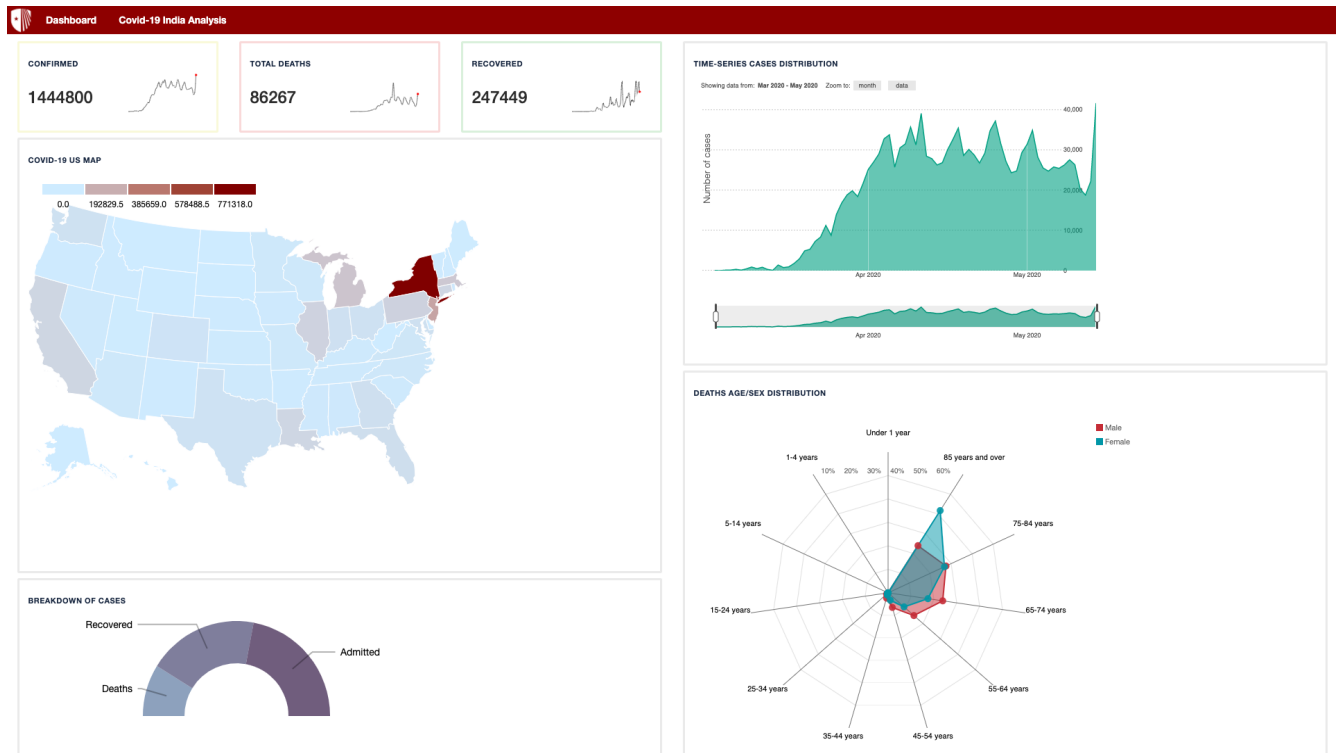 Dashboard Covid-19 India Analysis
CONFIRMED
1444800
TOTAL DEATHS
86267
RECOVERED
247449
COVID-19 US MAP
0.0 192829.5 385659.0 578488.5 771318.0
BREAKDOWN OF CASES
Recovered
Admitted
Deaths
TIME-SERIES CASES DISTRIBUTION
Showing data from: Mar 2020 - May 2020 Zoom to: month data
Number of cases
40,000
30,000
20,000
10,000
0
Apr 2020 May 2020
Apr 2020 May 2020
DEATHS AGE/SEX DISTRIBUTION
Male
Female
Under 1 year
1-4 years
85 years and over
10% 20% 30% 40% 50% 60%
5-14 years
75-84 years
15-24 years
65-74 years
25-34 years
55-64 years
35-44 years
45-54 years